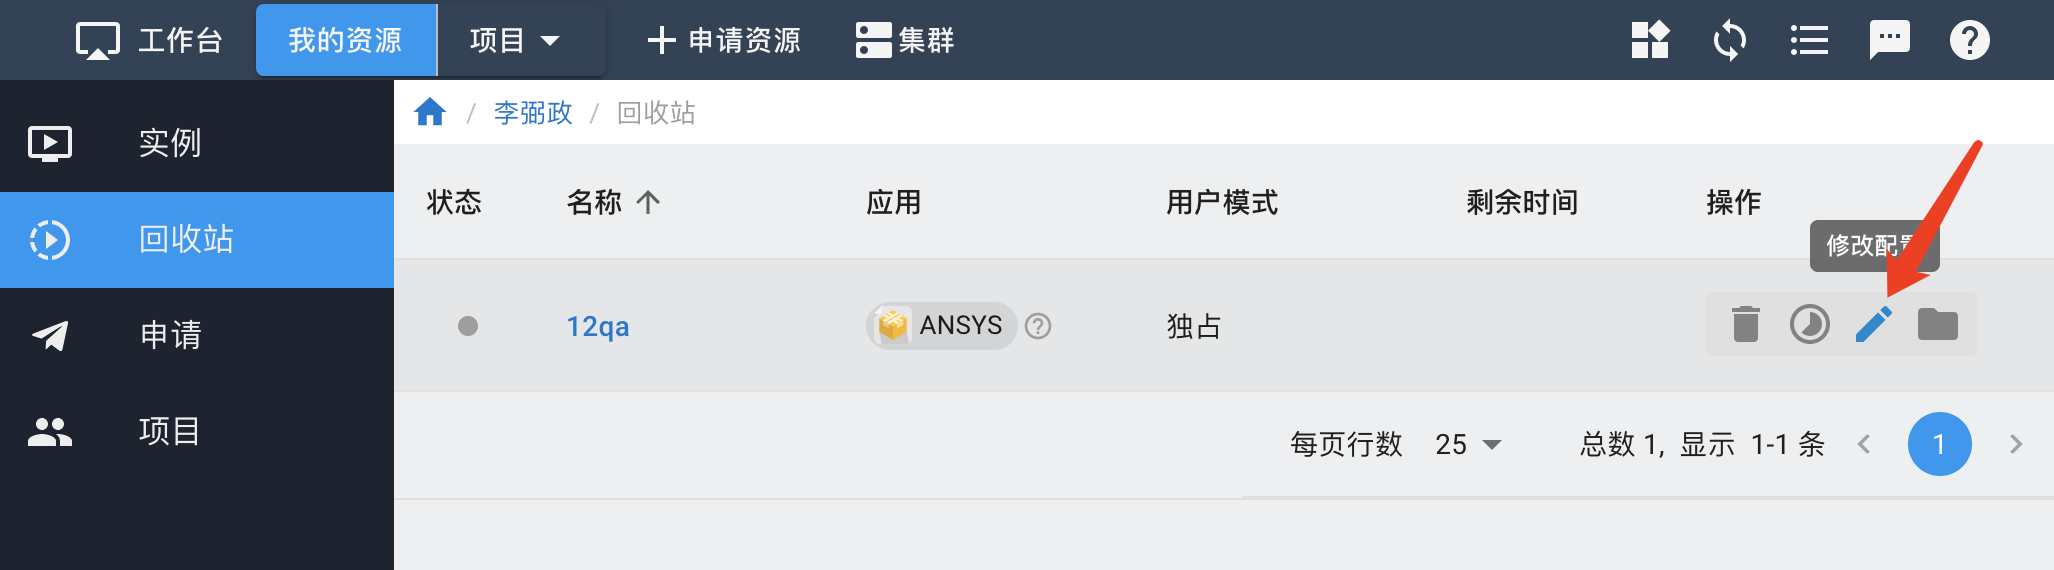 工作台 我的资源 项目 申请资源 集群
实例
回收站
申请
项目
/ 李弼政 / 回收站
状态 名称 应用 用户模式 剩余时间 操作
修改配
12qa ANSYS 独占
每页行数 25 总数 1, 显示 1-1 条 1